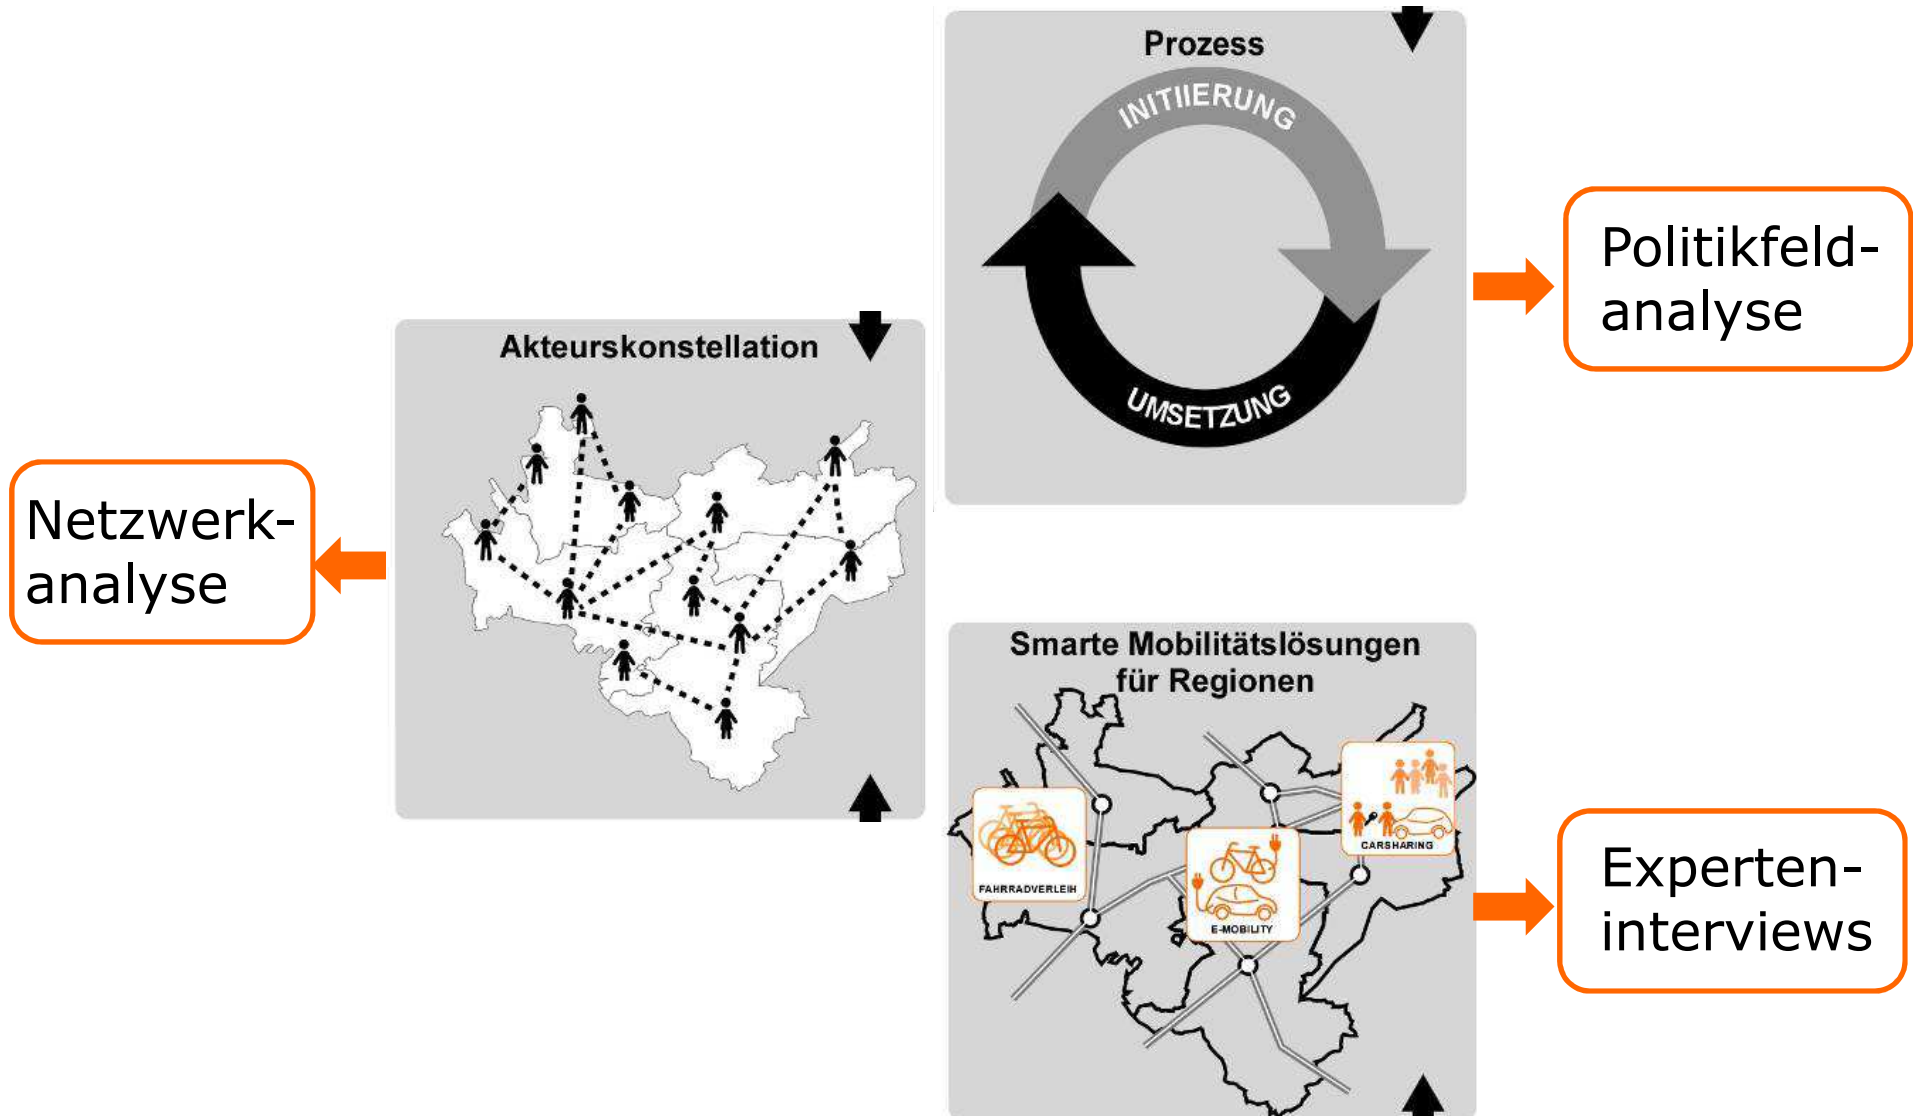 Prozess
INITIIERUNG
UMSETZUNG
Politikfeld-
analyse
Akteurskonstellation
Netzwerk-
analyse
Smarte Mobilitätslösungen
für Regionen
CARSHARING
FAHRRADVERLEIH
E-MOBILITY
Experten-
interviews